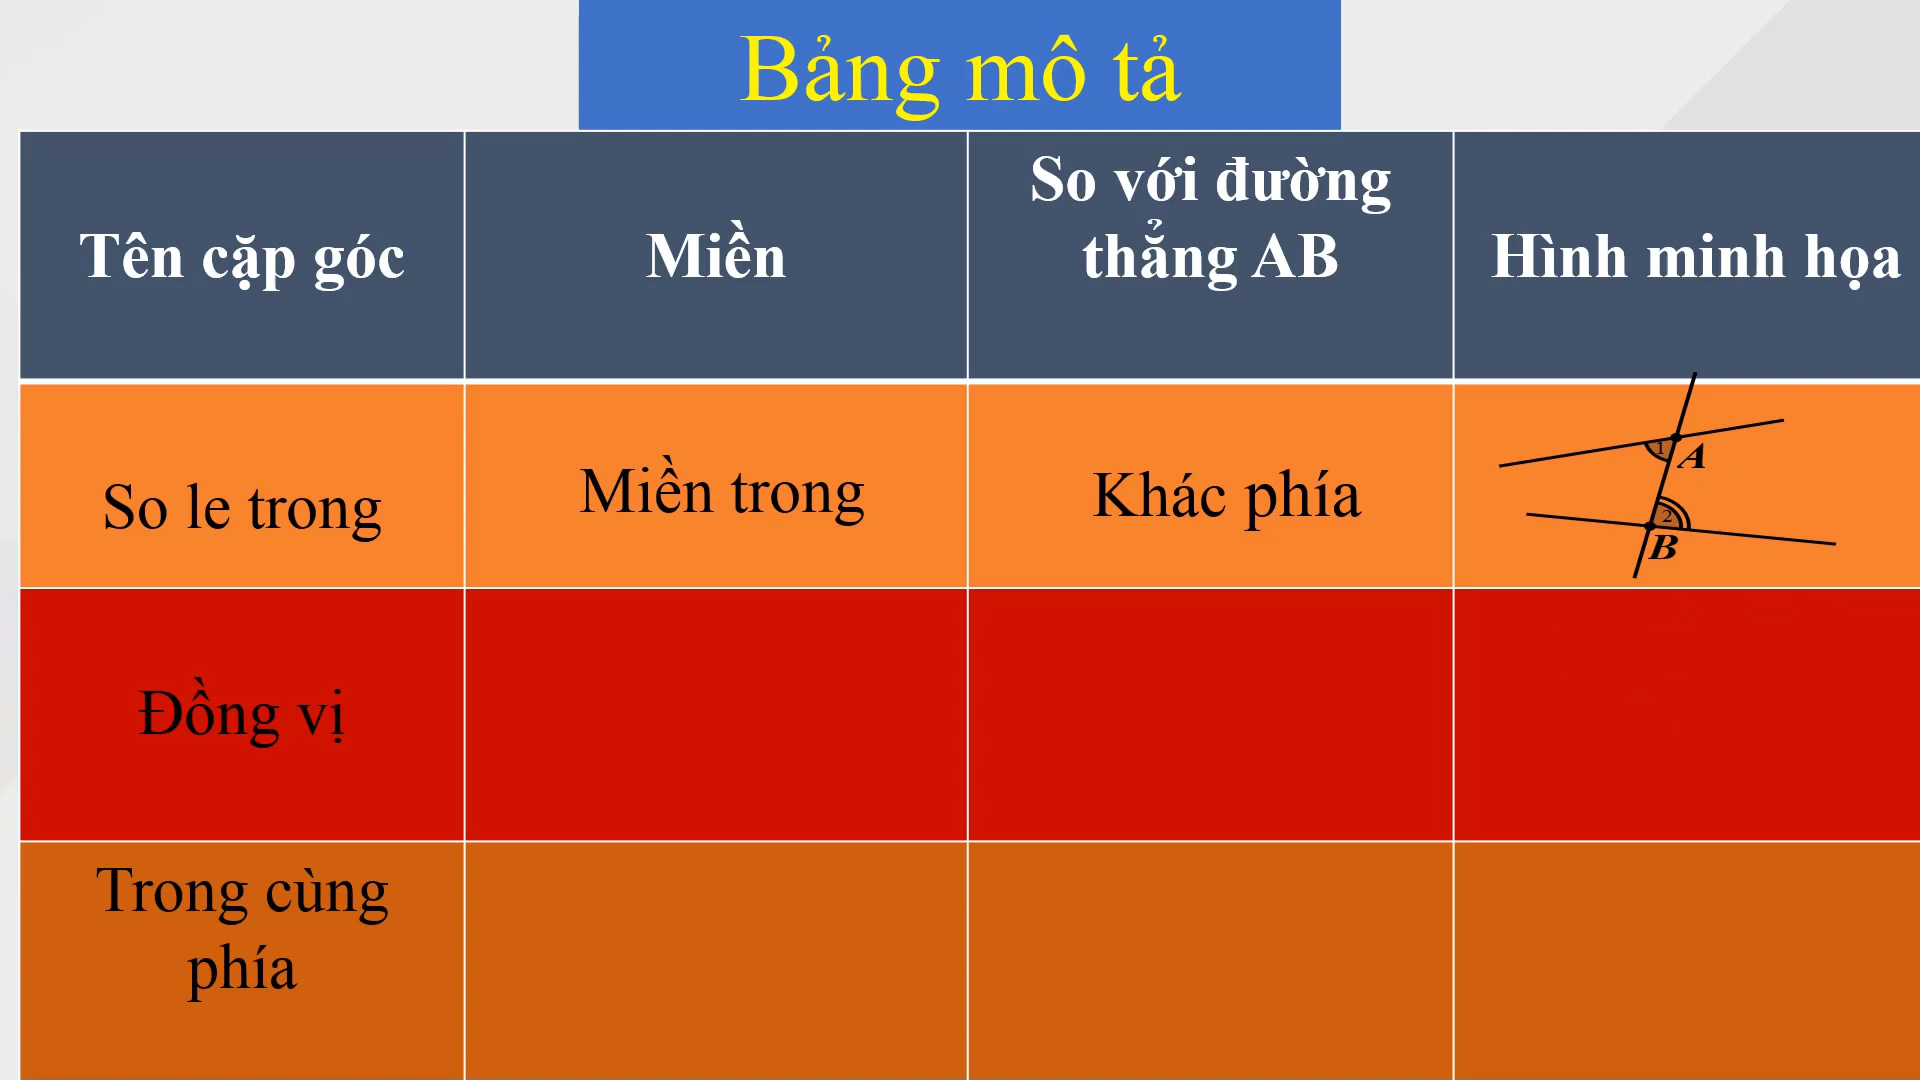 Bảng mô tả
Tên cặp góc
Miền
So với đường
thẳng AB
Hình minh họa
So le trong
Miền trong
Khác phía
1
A
2
B
Đồng vị
Trong cùng
phía